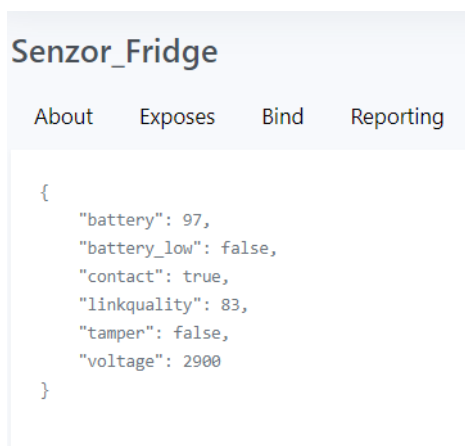 Senzor_Fridge
About Exposes Bind Reporting
{
"battery": 97,
"battery_low": false,
"contact": true,
"linkquality": 83,
"tamper": false,
"voltage": 2900
}